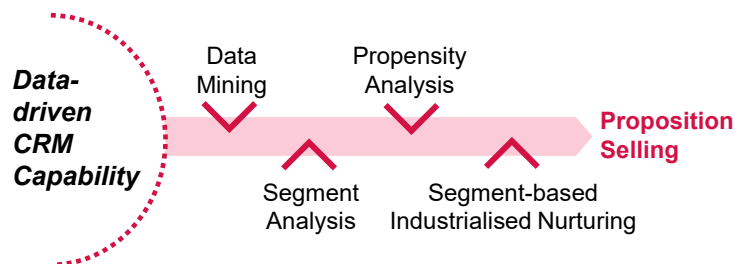 Data-
driven
CRM
Capability
Data
Mining
Propensity
Analysis
Segment
Analysis
Segment-based
Industrialised Nurturing
Proposition
Selling